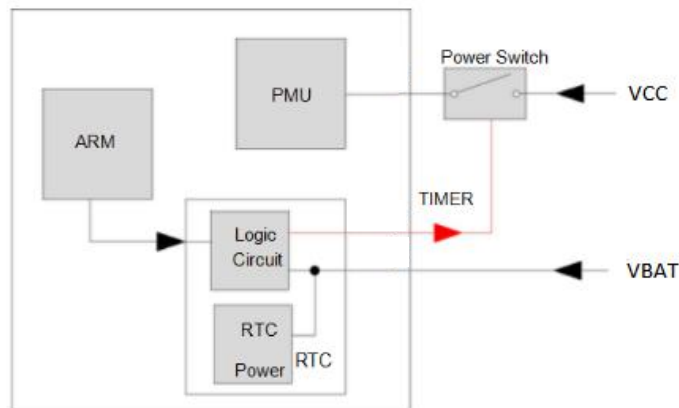 Power Switch
PMU
VCC
ARM
TIMER
Logic
Circuit
VBAT
RTC
RTC
Power